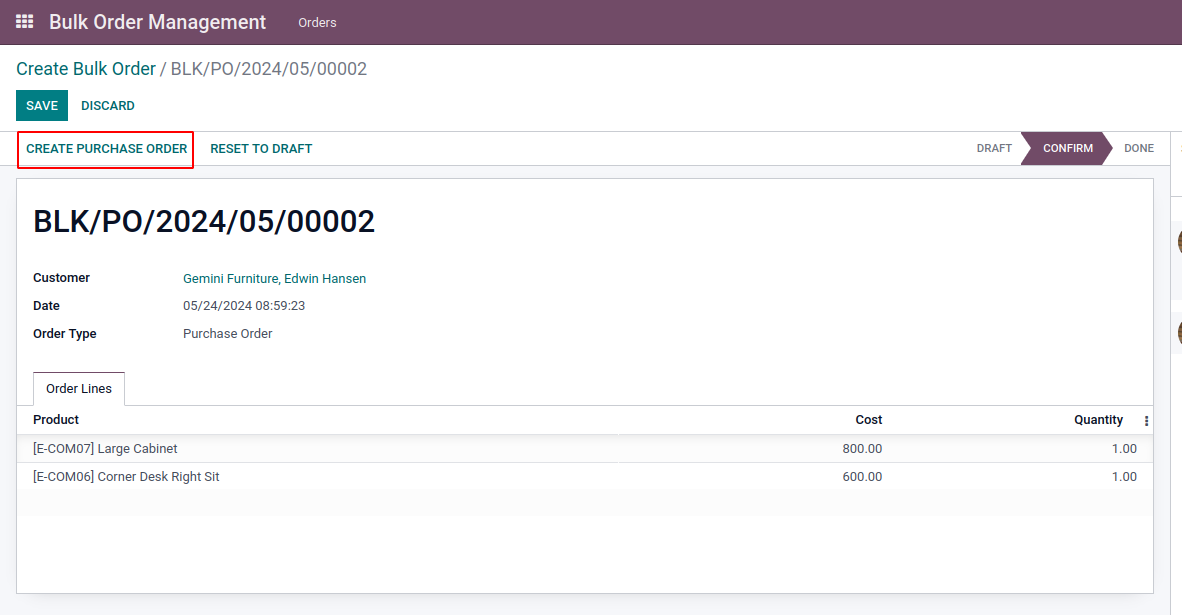 Bulk Order Management Orders
Create Bulk Order / BLK/PO/2024/05/00002
SAVE DISCARD
CREATE PURCHASE ORDER RESET TO DRAFT DRAFT CONFIRM DONE
BLK/PO/2024/05/00002
Customer Gemini Furniture, Edwin Hansen
Date 05/24/2024 08:59:23
Order Type Purchase Order
Order Lines
Product Cost Quantity
[E-COM07] Large Cabinet 800.00 1.00
[E-COM06] Corner Desk Right Sit 600.00 1.00